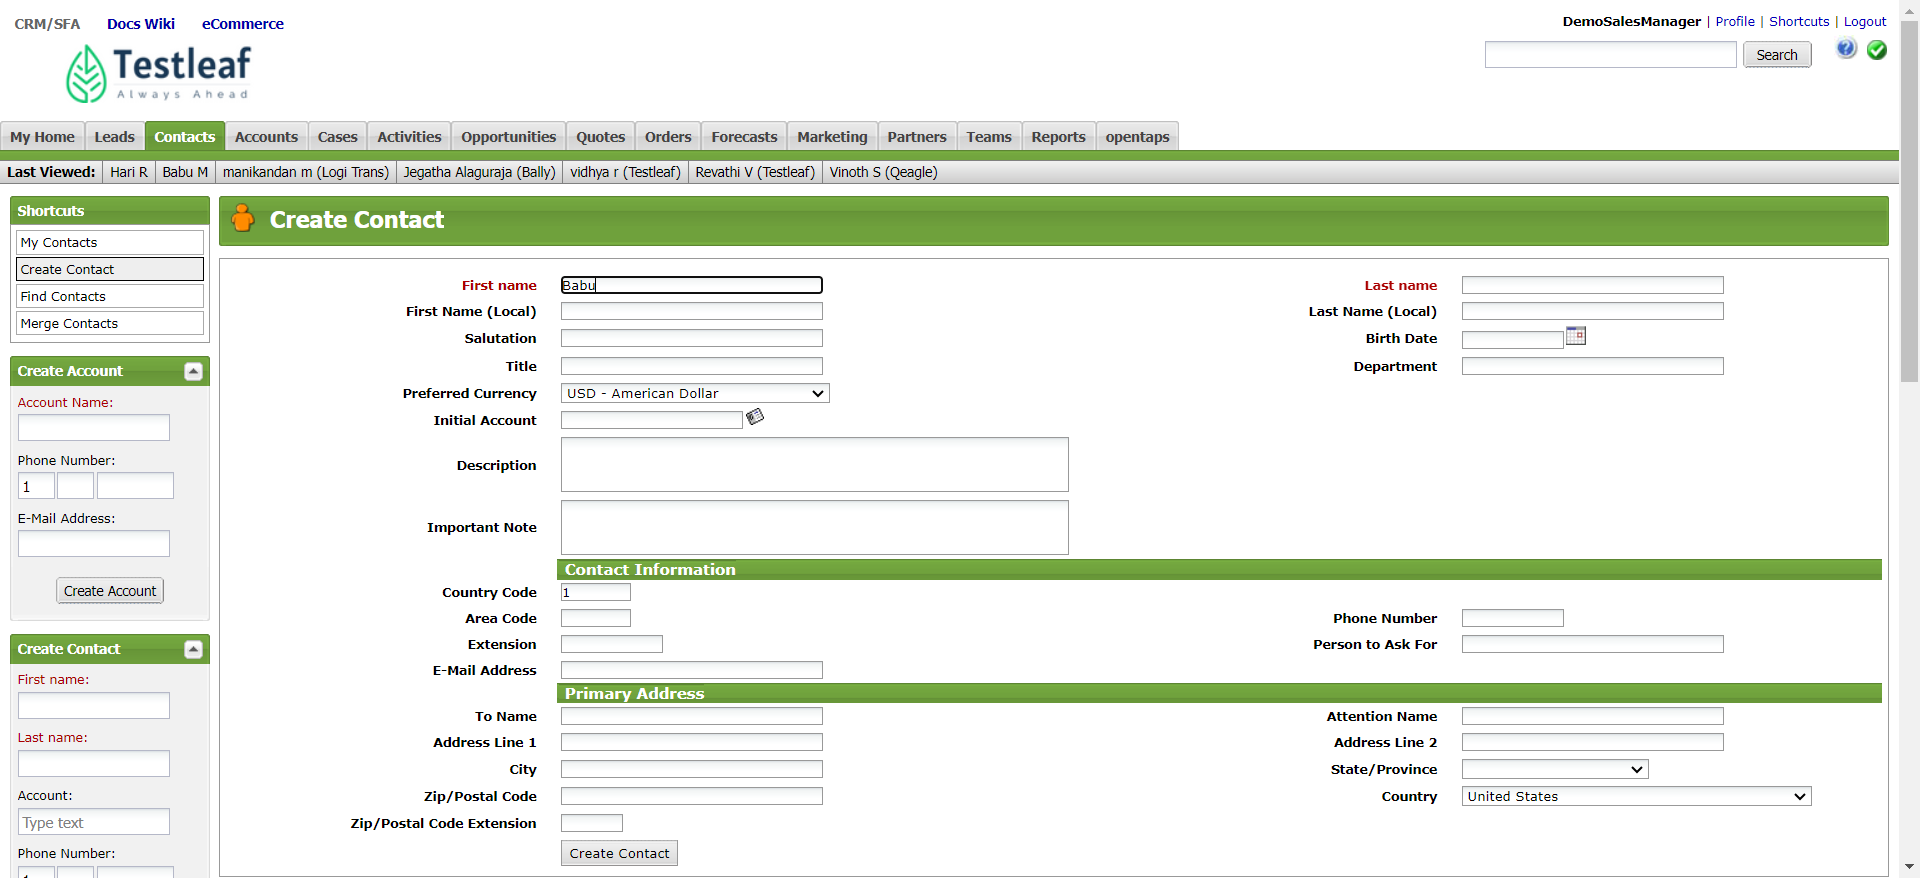 CRM/SFA Docs Wiki eCommerce
DemoSalesManager | Profile | Shortcuts | Logout
Testleaf
Always Ahead
Search
My Home Leads Contacts Accounts Cases Activities Opportunities Quotes Orders Forecasts Marketing Partners Teams Reports opentaps
Last Viewed: Hari R Babu M manikandan m (Logi Trans) Jegatha Alaguraja (Bally) vidhya r (Testleaf) Revathi V (Testleaf) Vinoth S (Qeagle)
Shortcuts
My Contacts
Create Contact
Find Contacts
Merge Contacts
Create Account
Account Name:
Phone Number:
1
E-Mail Address:
Create Account
Create Contact
First name:
Last name:
Account:
Type text
Phone Number:
Create Contact
First name Babu Last name
First Name (Local) Last Name (Local)
Salutation Birth Date
Title Department
Preferred Currency USD - American Dollar
Initial Account
Description
Important Note
Contact Information
Country Code 1
Area Code Phone Number
Extension Person to Ask For
E-Mail Address
Primary Address
To Name Attention Name
Address Line 1 Address Line 2
City State/Province
Zip/Postal Code Country United States
Zip/Postal Code Extension
Create Contact